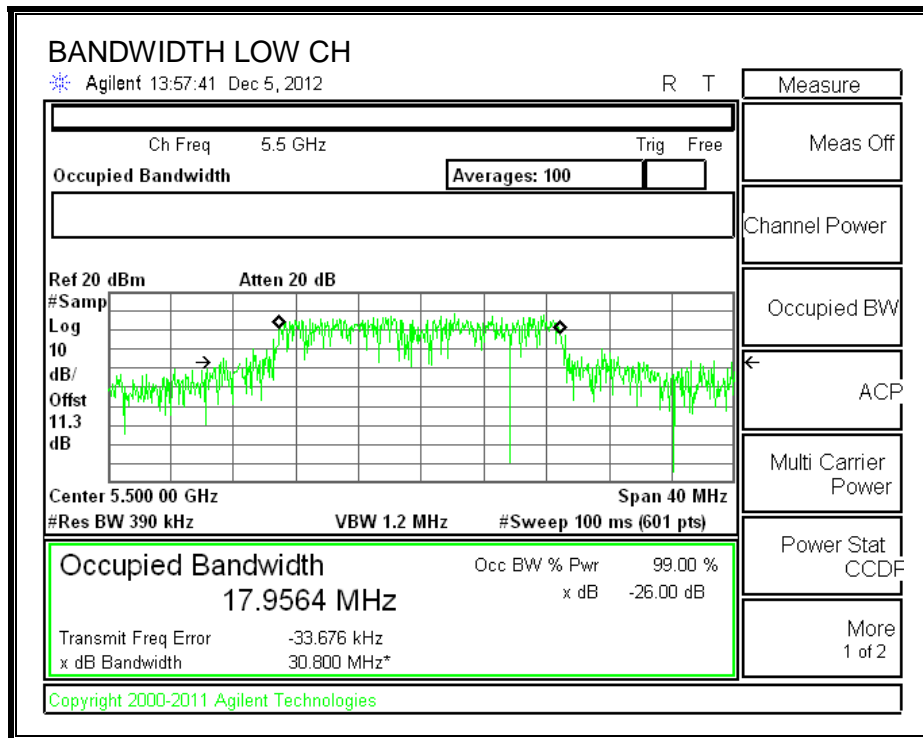 BANDWIDTH LOW CH
Agilent 13:57:41 Dec 5, 2012 R T
Measure
Ch Freq 5.5 GHz Trig Free
Meas Off
Occupied Bandwidth Averages: 100
Channel Power
Ref 20 dBm Atten 20 dB
#Samp
Log
10
dB/
Offst
11.3
dB
Occupied BW
ACP
Multi Carrier
Power
Center 5.500 00 GHz Span 40 MHz
#Res BW 390 kHz VBW 1.2 MHz #Sweep 100 ms (601 pts)
Power Stat
CCDF
Occupied Bandwidth Occ BW % Pwr 99.00 %
17.9564 MHz x dB -26.00 dB
Transmit Freq Error -33.676 kHz
x dB Bandwidth 30.800 MHz*
More
1 of 2
Copyright 2000-2011 Agilent Technologies